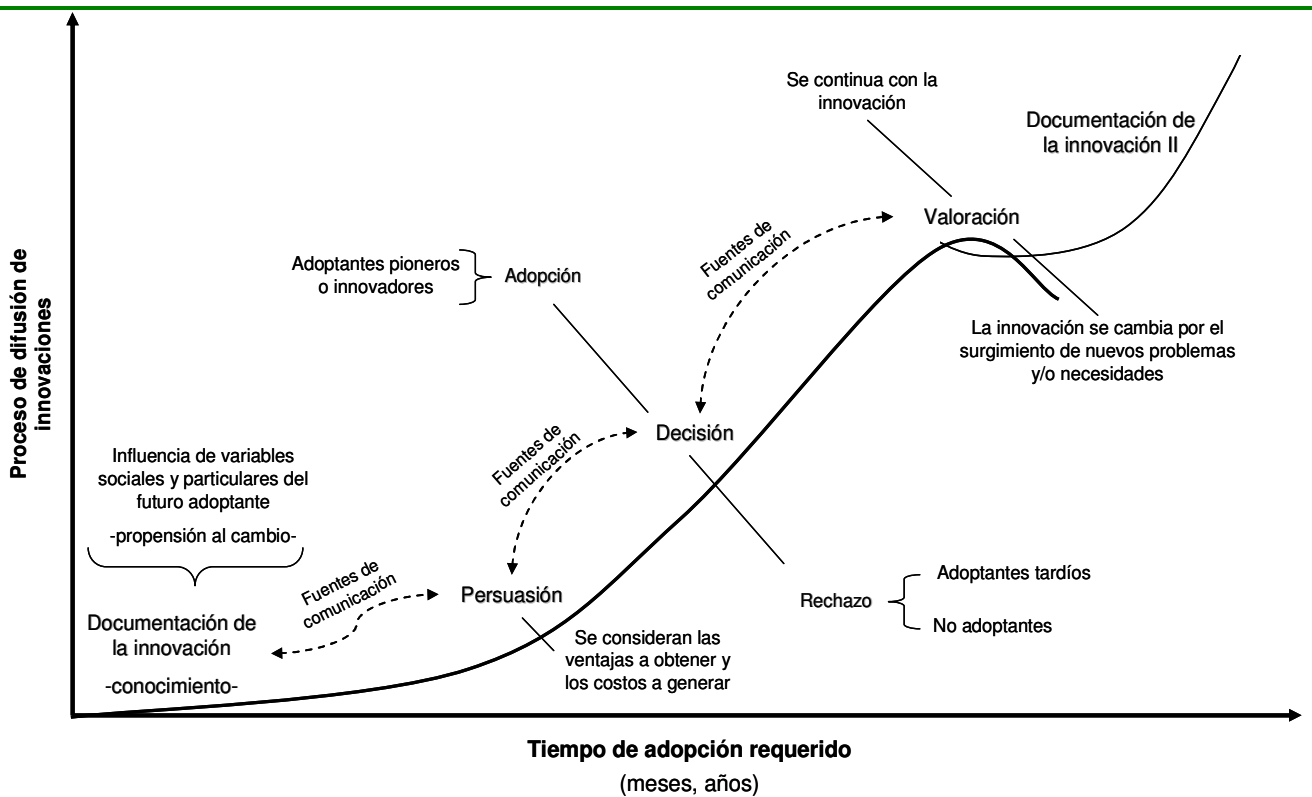 Proceso de difusión de
innovaciones
Se continua con la
innovación
Documentación de
la innovación II
Valoración
Fuentes de
comunicación
Adoptantes pioneros
o innovadores
Adopción
La innovación se cambia por el
surgimiento de nuevos problemas
y/o necesidades
Decisión
Fuentes de
comunicación
Influencia de variables
sociales y particulares del
futuro adoptante
-propensión al cambio-
Fuentes de
comunicación
Persuasión
Rechazo
Adoptantes tardíos
No adoptantes
Documentación de
la innovación
-conocimiento-
Se consideran las
ventajas a obtener y
los costos a generar
Tiempo de adopción requerido
(meses, años)